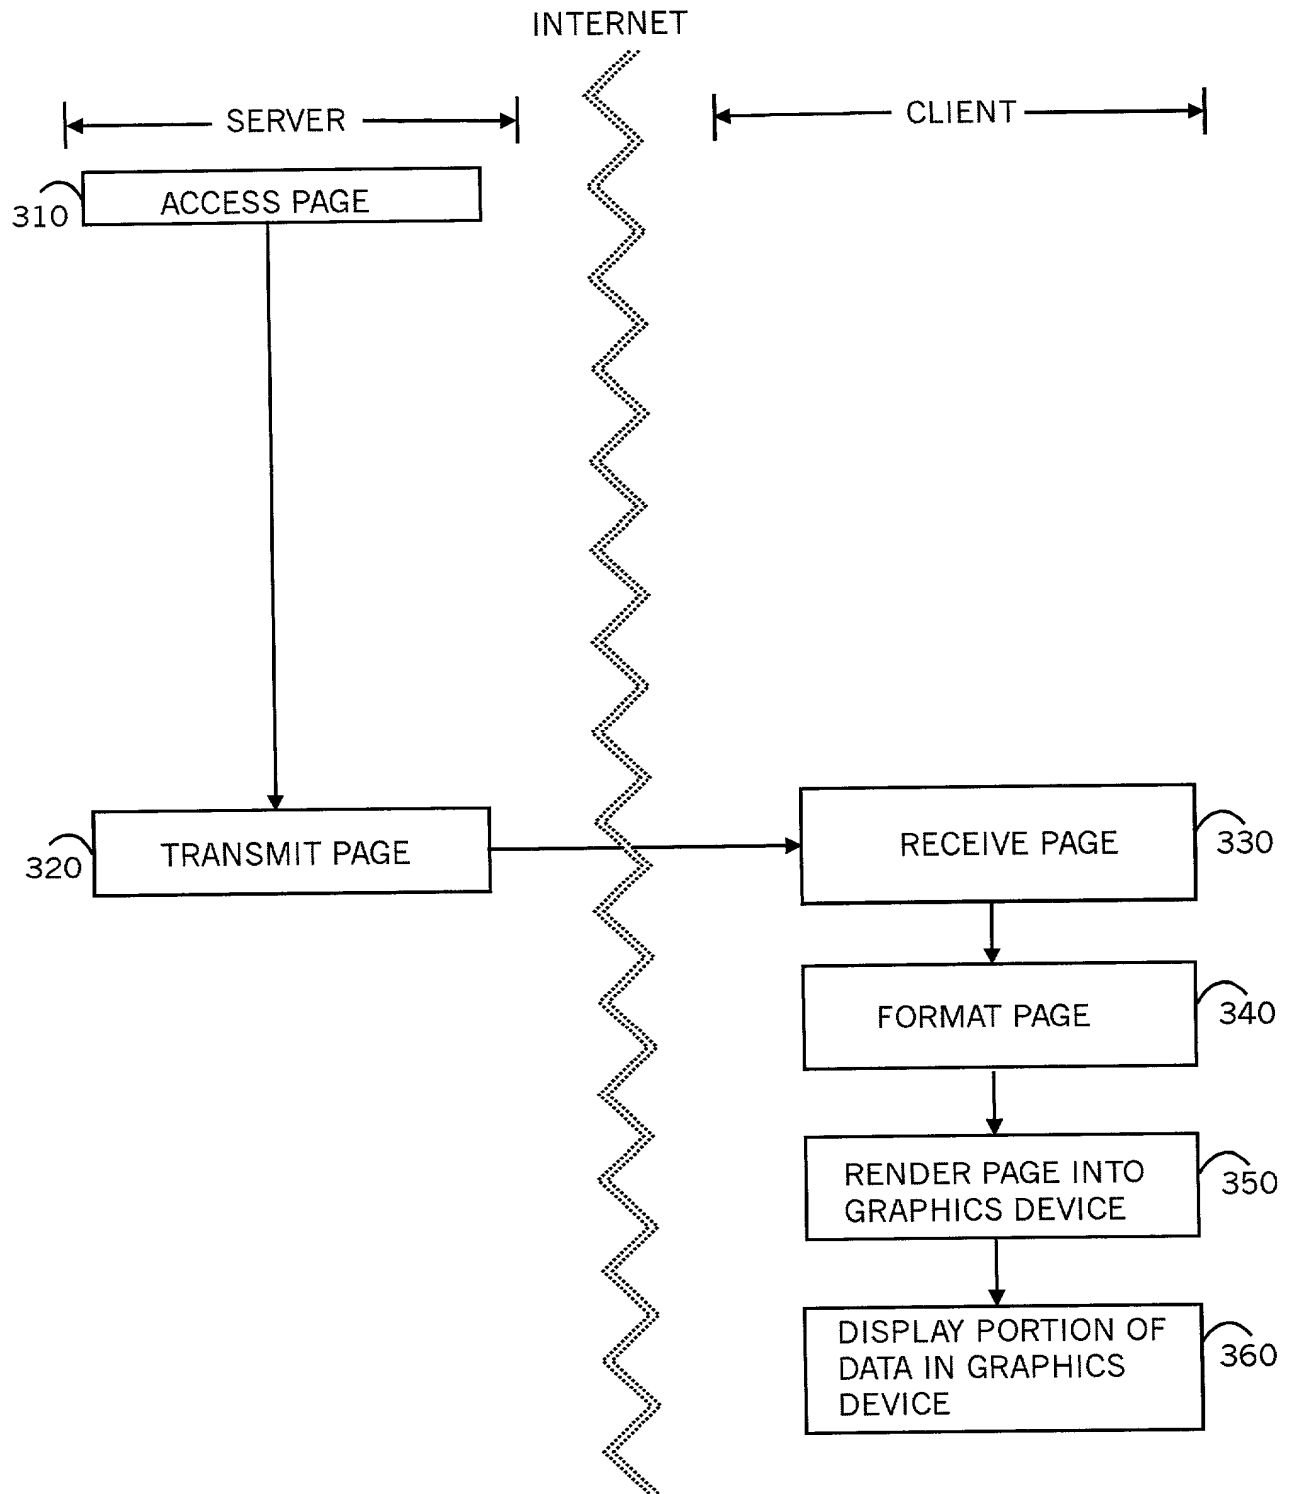 INTERNET
SERVER
CLIENT
310
ACCESS PAGE
320
TRANSMIT PAGE
RECEIVE PAGE
330
FORMAT PAGE
340
RENDER PAGE INTO
GRAPHICS DEVICE
350
DISPLAY PORTION OF
DATA IN GRAPHICS
DEVICE
360